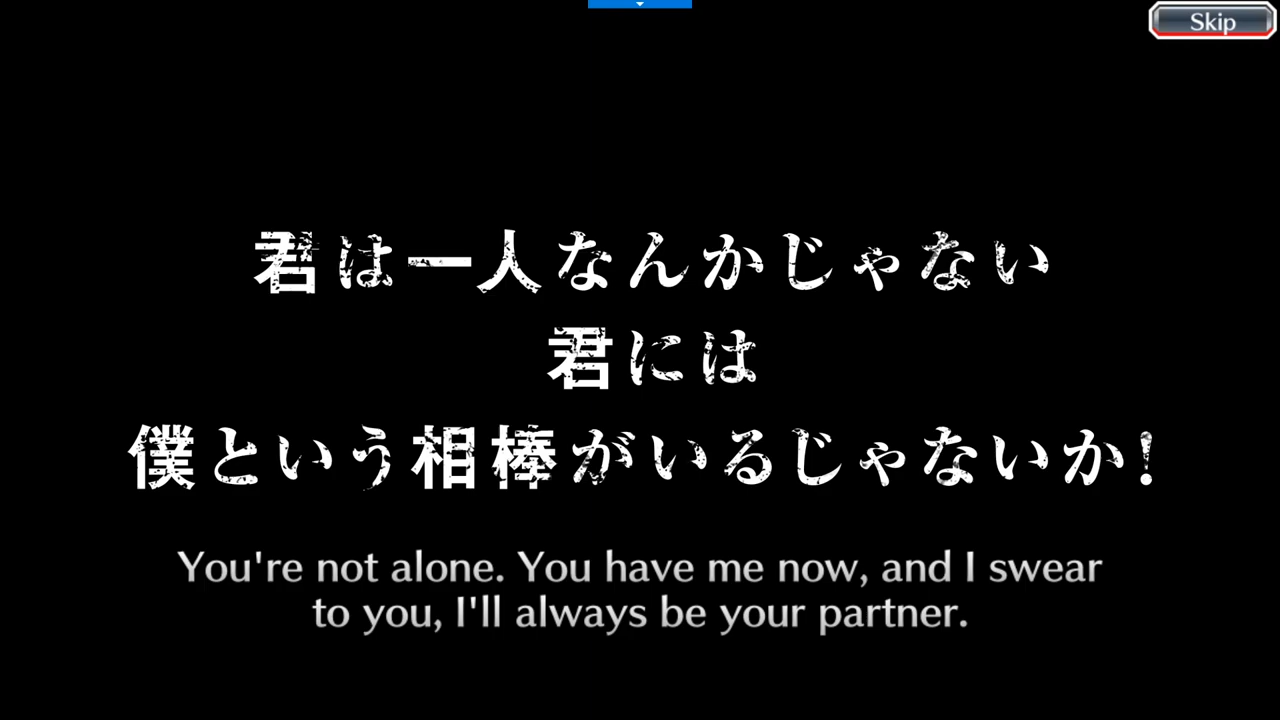 Skip
君は一人なんかじゃない
君には
僕という相棒がいるじゃないか!
You're not alone. You have me now, and I swear
to you, I'll always be your partner.